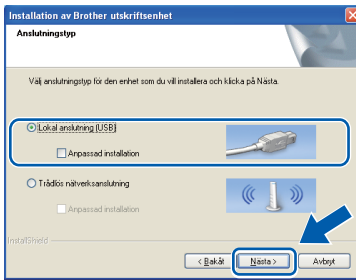 Installation av Brother utskriftsenhet
Anslutningstyp
Välj anslutningstyp för den enhet som du vill installera och klicka på Nästa.
Lokal anslutning (USB)
Anpassad installation
Trådlös nätverksanslutning
Anpassad installation
InstallShield
< Bakåt Nästa > Avbryt